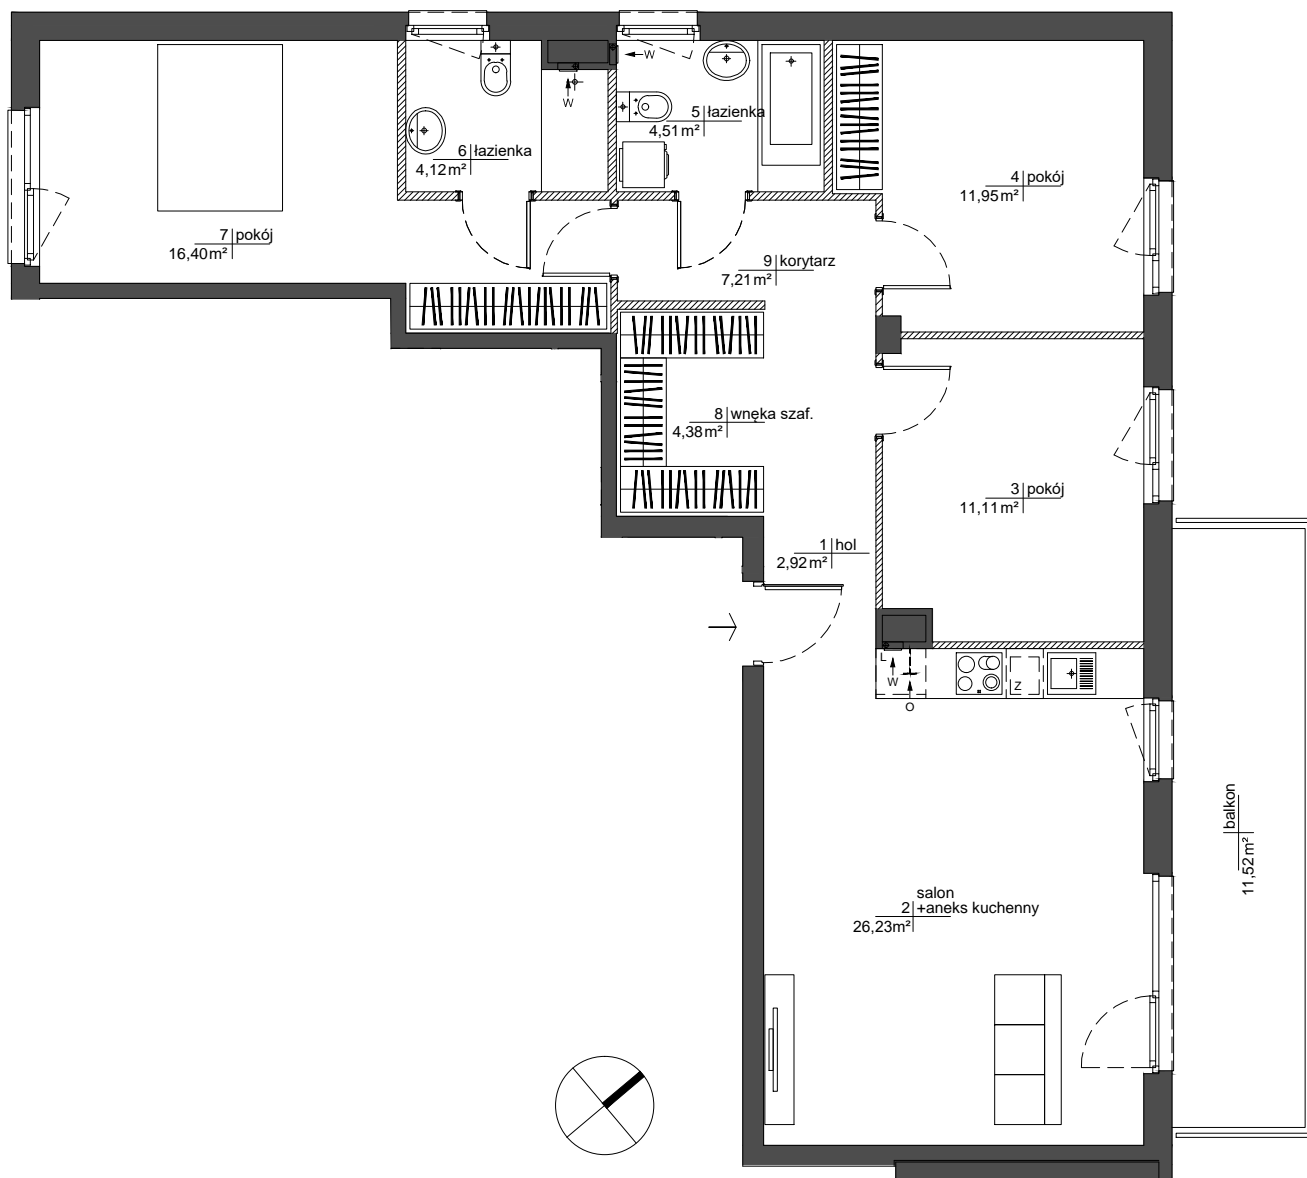 W
W
5 łazienka
4,51 m²
6 łazienka
4,12 m²
4 pokój
11,95 m²
7 pokój
16,40 m²
9 korytarz
7,21 m²
8 wnęka szaf.
4,38 m²
3 pokój
11,11 m²
1 hol
2,92 m²
L
W
O
Z
balkon
11,52 m²
salon
2 +aneks kuchenny
26,23 m²